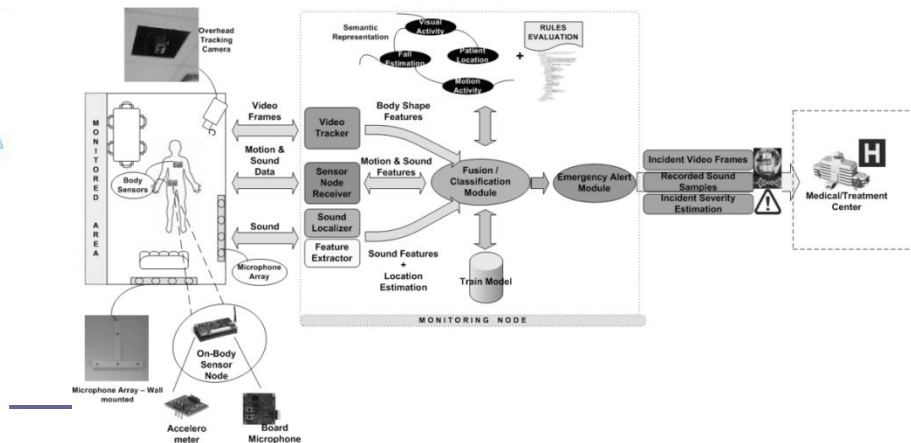 Overhead
Tracking
Camera
Semantic
Representation
Visual
Activity
Fall
Estimation
Patient
Location
Motion
Activity
+
RULES
EVALUATION
MONITORED AREA
Body
Sensors
Video
Frames
Motion &
Sound
Data
Sound
Microphone
Array
Video
Tracker
Sensor
Node
Receiver
Sound
Localizer
Feature
Extractor
Body Shape
Features
Motion & Sound
Features
Sound Features
+
Location
Estimation
Fusion /
Classification
Module
Train Model
Emergency Alert
Module
Incident Video Frames
Recorded Sound
Samples
Incident Severity
Estimation
H
Medical/Treatment
Center
MONITORING NODE
On-Body
Sensor
Node
Microphone Array – Wall
mounted
Accelero
meter
Board
Microphone